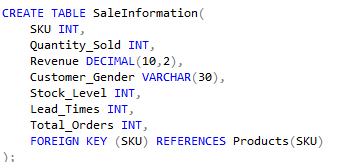 CREATE TABLE SaleInformation(
SKU INT,
Quantity_Sold INT,
Revenue DECIMAL(10,2),
Customer_Gender VARCHAR(30),
Stock_Level INT,
Lead_Times INT,
Total_Orders INT,
FOREIGN KEY (SKU) REFERENCES Products(SKU)
);